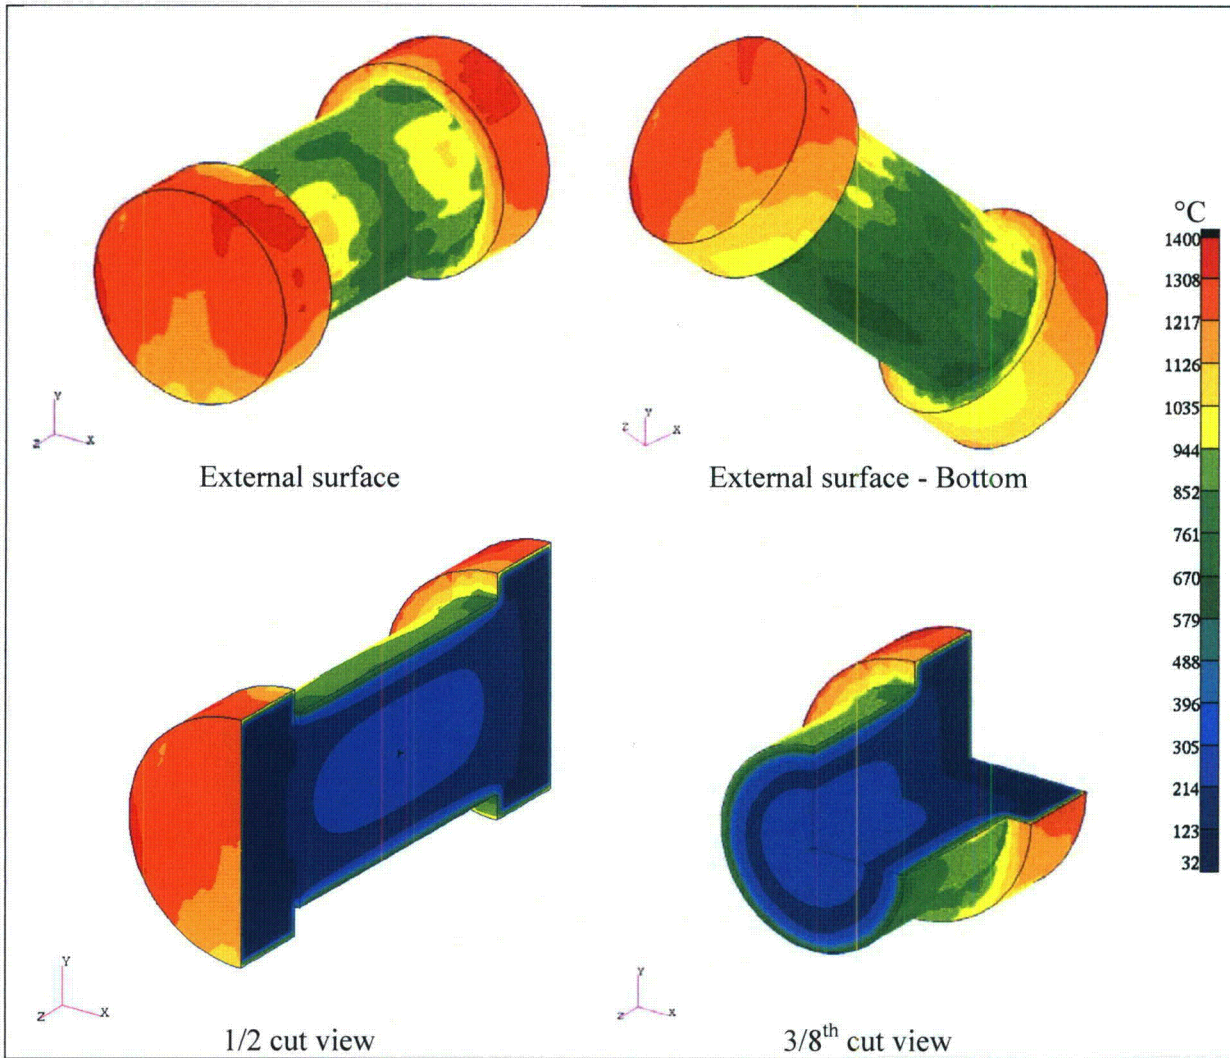 Y
Z
X
External surface
Y
Z
X
External surface - Bottom
°C
1400
1308
1217
1126
1035
944
852
761
670
579
488
396
305
214
123
32
Y
Z
X
1/2 cut view
Y
Z
X
3/8th cut view